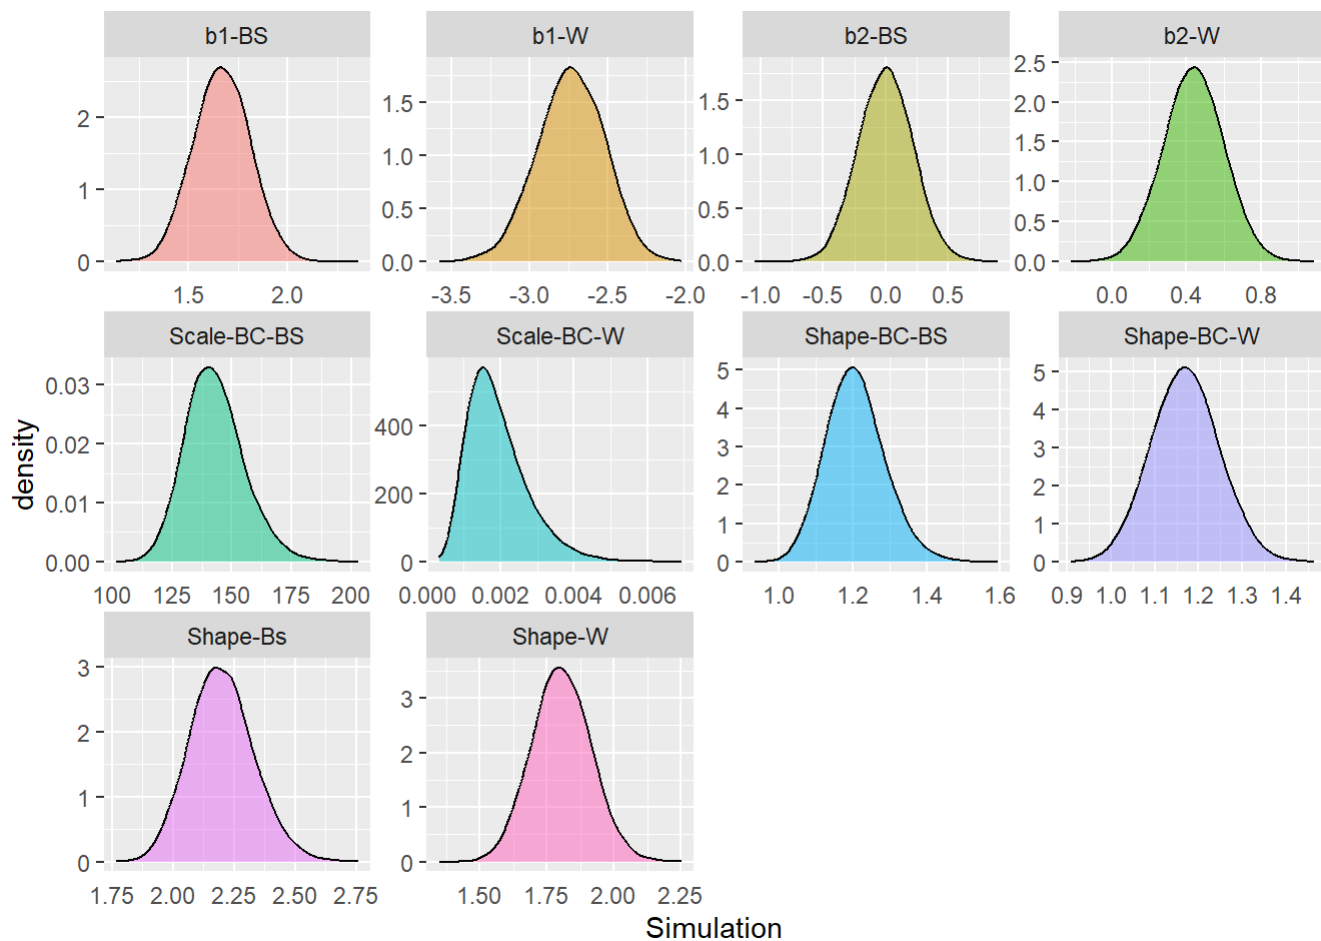 b1-BS
b1-W
b2-BS
b2-W
2
1
0
1.5
1.0
0.5
0.0
1.5
1.0
0.5
0.0
2.5
2.0
1.5
1.0
0.5
0.0
1.5 2.0
-3.5 -3.0 -2.5 -2.0
-1.0 -0.5 0.0 0.5
0.0 0.4 0.8
Scale-BC-BS
Scale-BC-W
Shape-BC-BS
Shape-BC-W
density
0.03
0.02
0.01
0.00
400
200
0
5
4
3
2
1
0
5
4
3
2
1
0
100 125 150 175 200
0.000 0.002 0.004 0.006
1.0 1.2 1.4 1.6
0.9 1.0 1.1 1.2 1.3 1.4
Shape-Bs
Shape-W
3
2
1
0
3
2
1
0
1.75 2.00 2.25 2.50 2.75
1.50 1.75 2.00 2.25
Simulation